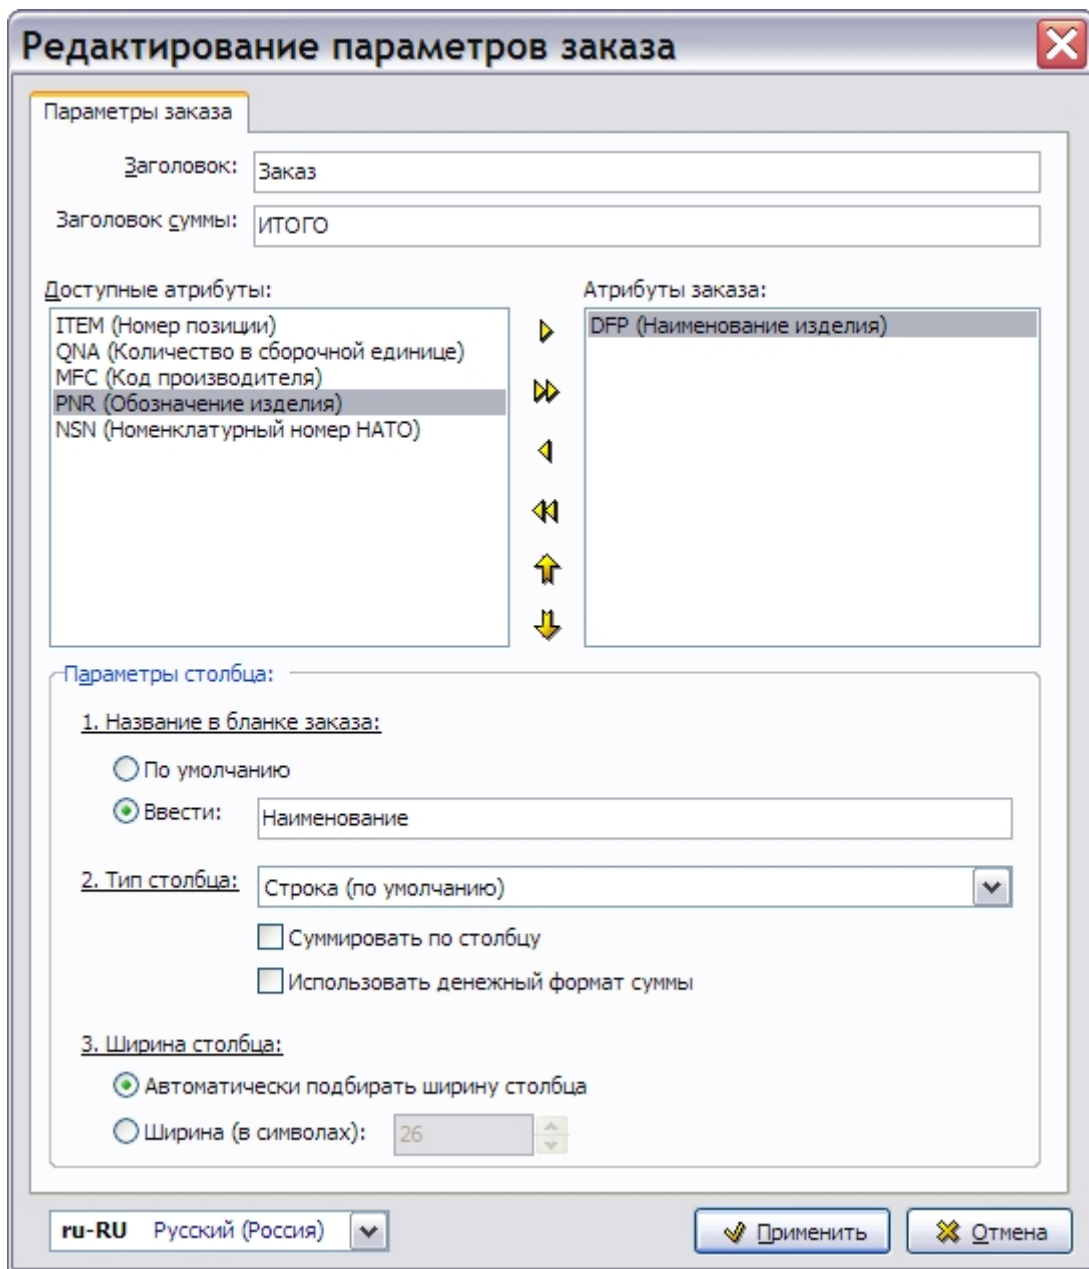 Редактирование параметров заказа
Параметры заказа
Заголовок: Заказ
Заголовок суммы: ИТОГО
Доступные атрибуты:
ITEM (Номер позиции)
QNA (Количество в сборочной единице)
MFC (Код производителя)
PNR (Обозначение изделия)
NSN (Номенклатурный номер НАТО)
Атрибуты заказа:
DFP (Наименование изделия)
Параметры столбца:
1. Название в бланке заказа:
По умолчанию
Ввести: Наименование
2. Тип столбца: Строка (по умолчанию)
Суммировать по столбцу
Использовать денежный формат суммы
3. Ширина столбца:
Автоматически подбирать ширину столбца
Ширина (в символах): 26
ru-RU Русский (Россия) Применить Отмена